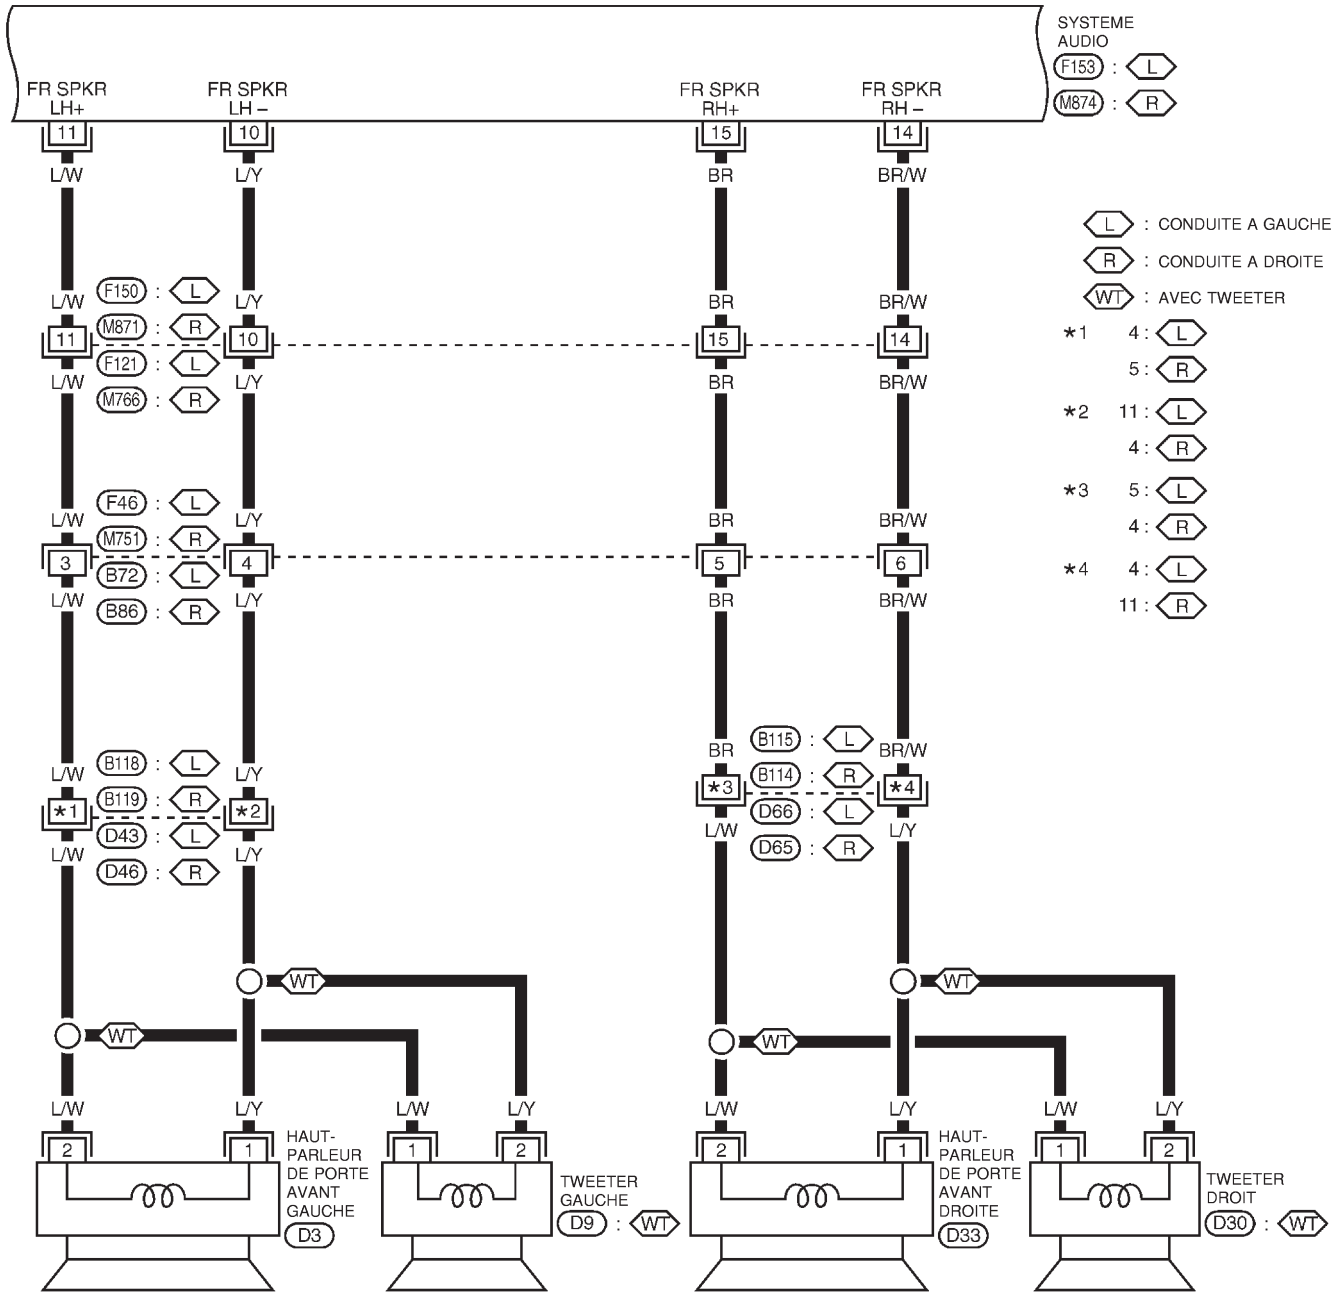 SYSTEME
AUDIO
F153 : L
M874 : R
FR SPKR
LH+
FR SPKR
LH –
FR SPKR
RH+
FR SPKR
RH –
11 10 15 14
L/W L/Y BR BR/W
L : CONDUITE A GAUCHE
R : CONDUITE A DROITE
WT : AVEC TWEETER
★1 4 : L
5 : R
★2 11 : L
4 : R
★3 5 : L
4 : R
★4 4 : L
11 : R
F150 : L
L/W L/Y BR BR/W
M871 : R
11 10 15 14
F121 : L
L/W L/Y BR BR/W
M766 : R
F46 : L
L/W L/Y BR BR/W
M751 : R
3 4 5 6
B72 : L
L/W L/Y BR BR/W
B86 : R
B118 : L
L/W L/Y
B119 : R
★1 ★2
D43 : L
L/W L/Y
D46 : R
B115 : L
BR BR/W
B114 : R
★3 ★4
D66 : L
L/W L/Y
D65 : R
WT WT
WT WT
L/W L/Y L/W L/Y L/W L/Y L/W L/Y
2 1 1 2 2 1 1 2
HAUT-
PARLEUR
DE PORTE
AVANT
GAUCHE
D3
TWEETER
GAUCHE
D9 : WT
HAUT-
PARLEUR
DE PORTE
AVANT
DROITE
D33
TWEETER
DROIT
D30 : WT